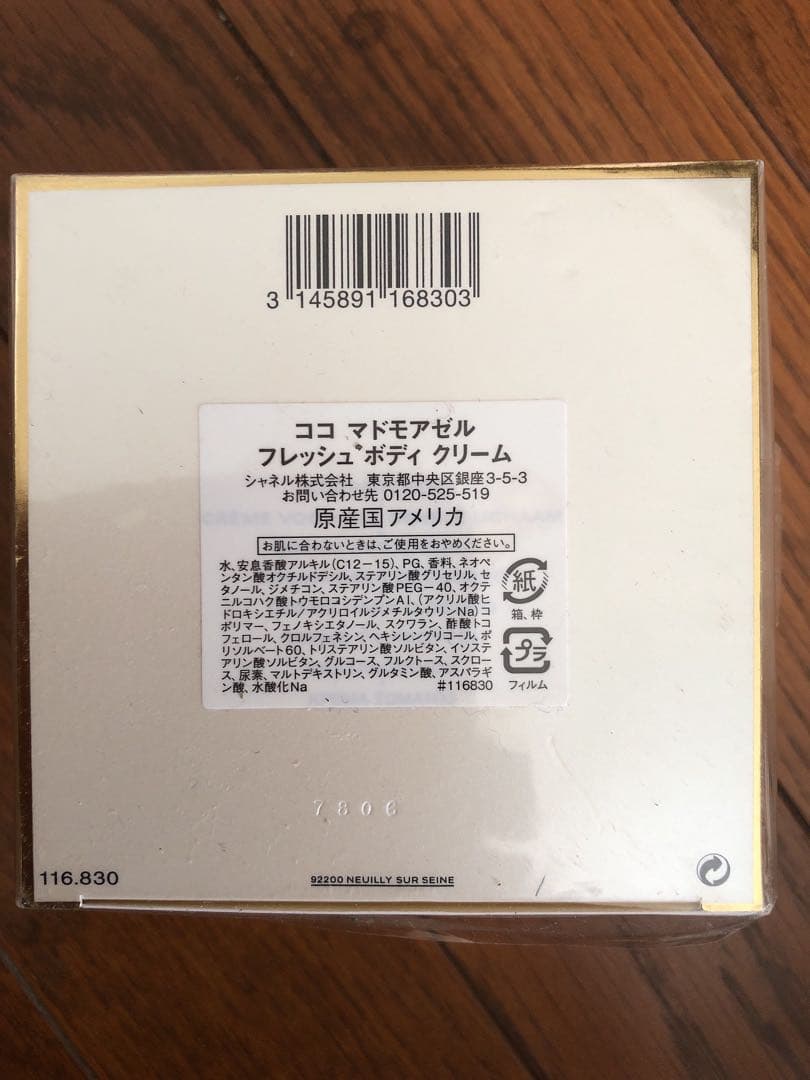 3 145891 168303
ココ マドモアゼル
フレッシュ ボディ クリーム
シャネル株式会社 東京都中央区銀座3-5-3
お問い合わせ先 0120-525-519
原産国アメリカ
お肌に合わないときは、ご使用をおやめください。
水、安息香酸アルキル(C12-15)、PG、香料、ネオペ
ンタン酸オクチルドデシル、ステアリン酸グリセリル、セ
タノール、ジメチコン、ステアリン酸PEG-40、オクテ
ニルコハク酸トウモロコシデンプンAl、(アクリル酸ヒ
ドロキシエチル/アクリロイルジメチルタウリンNa)コ
ポリマー、フェノキシエタノール、スクワラン、酢酸トコ
フェロール、クロルフェネシン、ヘキシレングリコール、ポ
リソルベート60、トリステアリン酸ソルビタン、イソステ
アリン酸ソルビタン、グルコース、フルクトース、スクロー
ス、尿素、マルトデキストリン、グルタミン酸、アスパラギ
ン酸、水酸化Na #116830
紙
箱、枠
プラ
フィルム
7806
116.830
92200 NEUILLY SUR SEINE